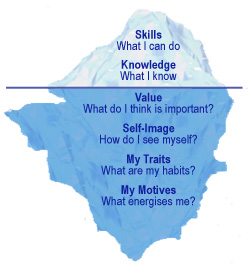 Skills
What I can do
Knowledge
What I know
Value
What do I think is important?
Self-Image
How do I see myself?
My Traits
What are my habits?
My Motives
What energises me?